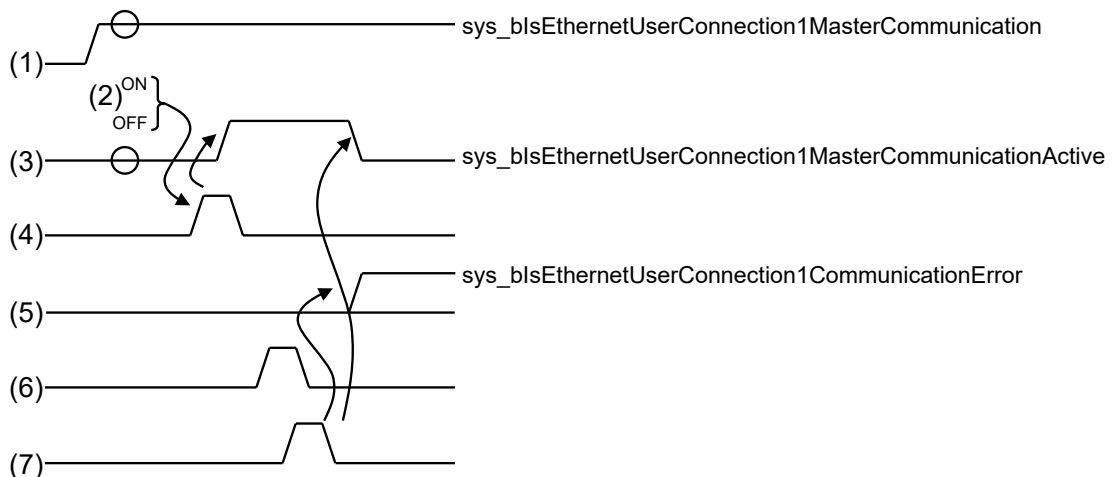 sys_bIsEthernetUserConnection1MasterCommunication
(1)
(2) ON
OFF
(3) sys_bIsEthernetUserConnection1MasterCommunicationActive
(4)
sys_bIsEthernetUserConnection1CommunicationError
(5)
(6)
(7)